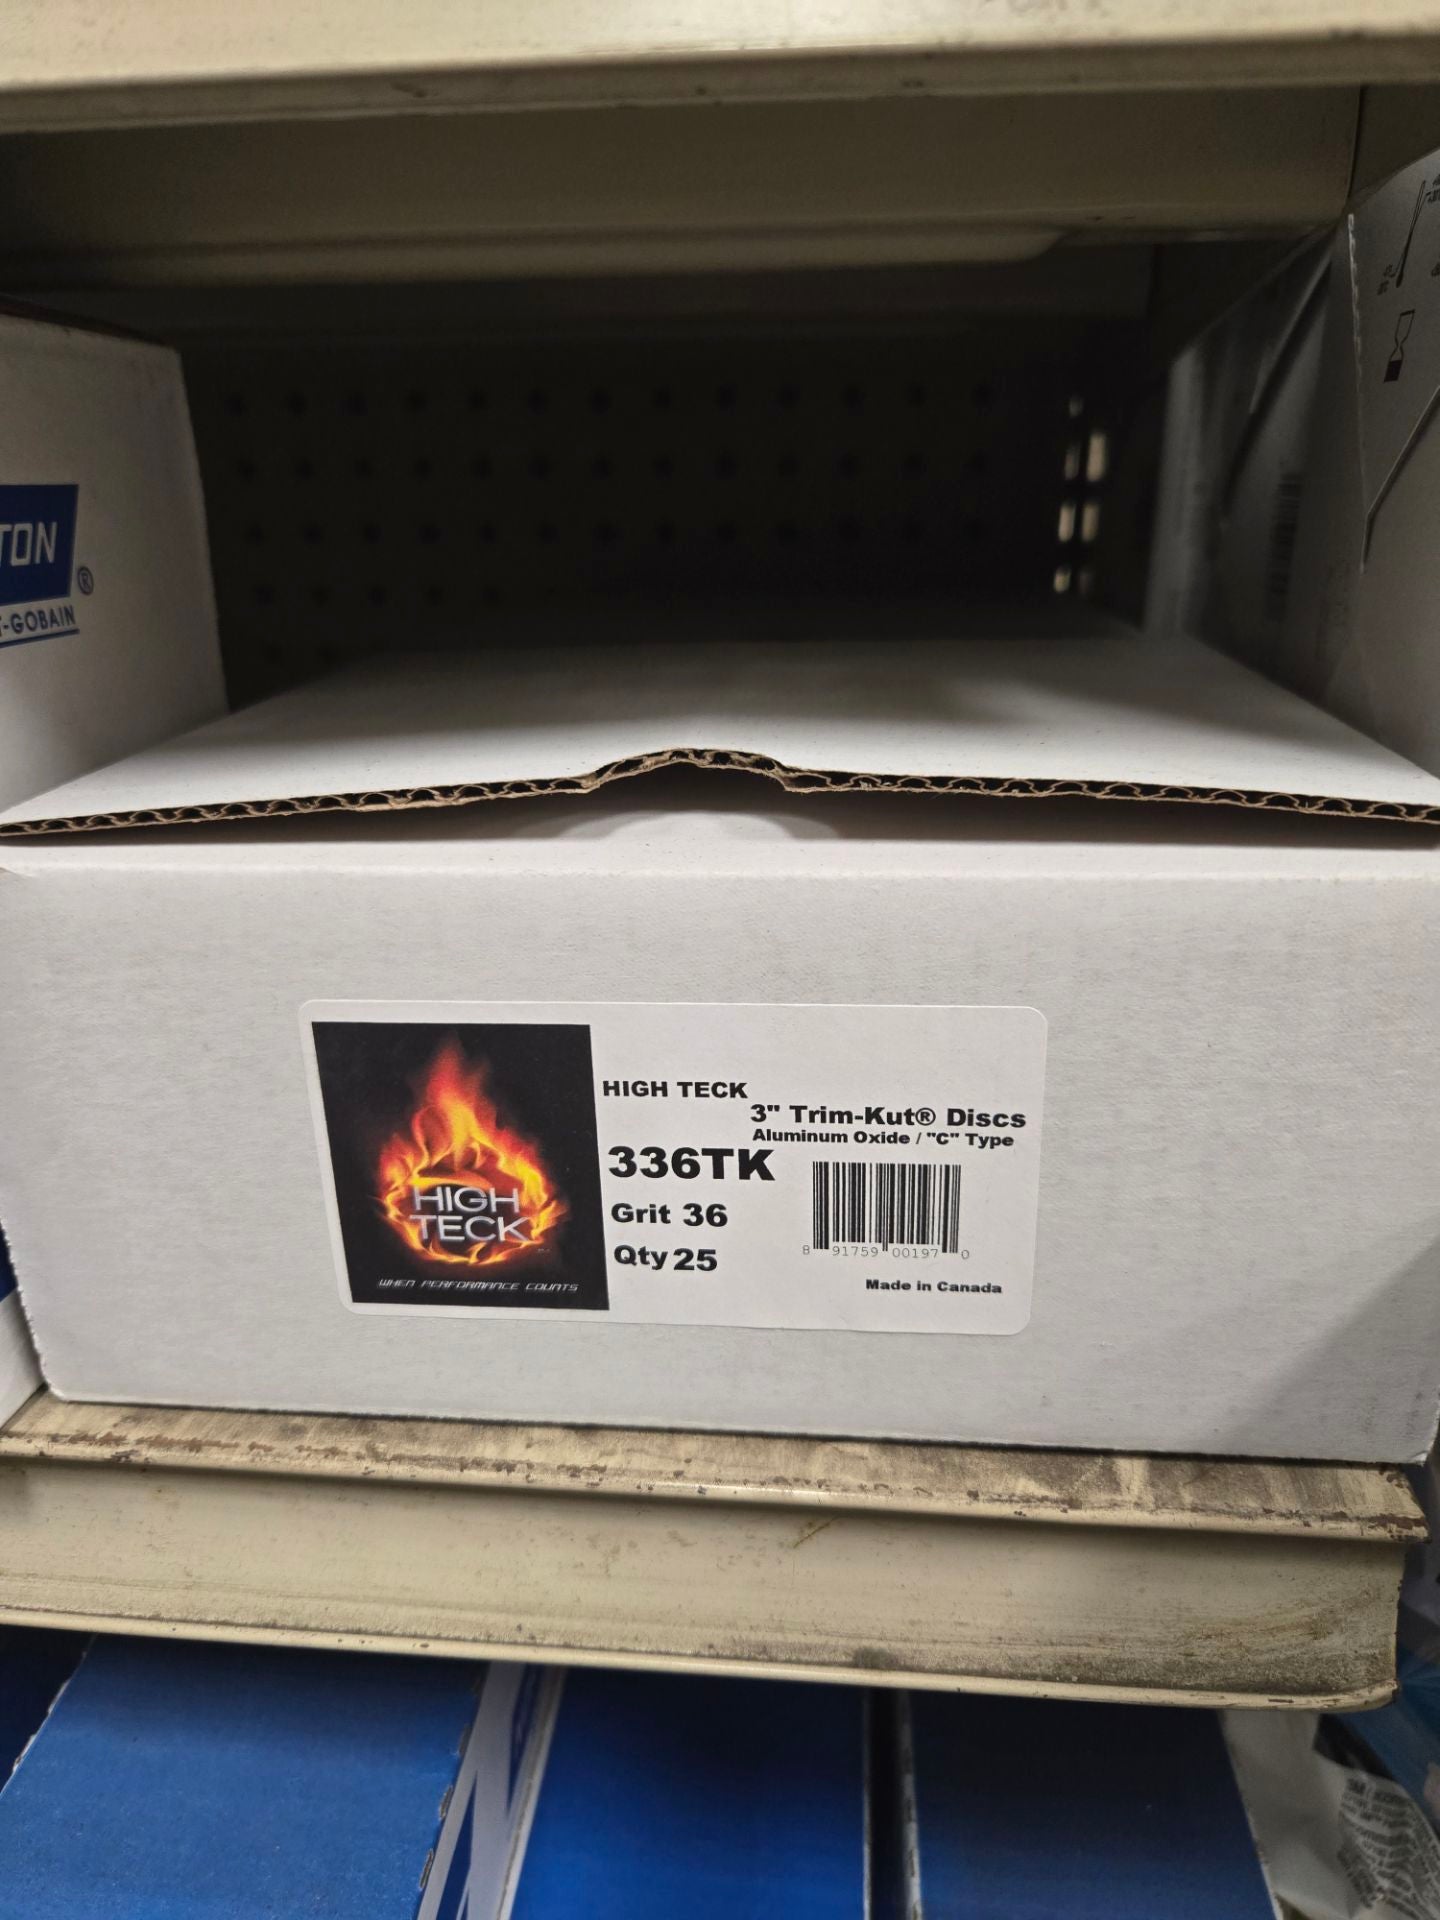 TON
®
-GOBAIN
HIGH TECK
3" Trim-Kut® Discs
Aluminum Oxide / "C" Type
336TK
Grit 36
Qty 25
8 91759 00197 0
Made in Canada
HIGH
TECK
WHEN PERFORMANCE COUNTS